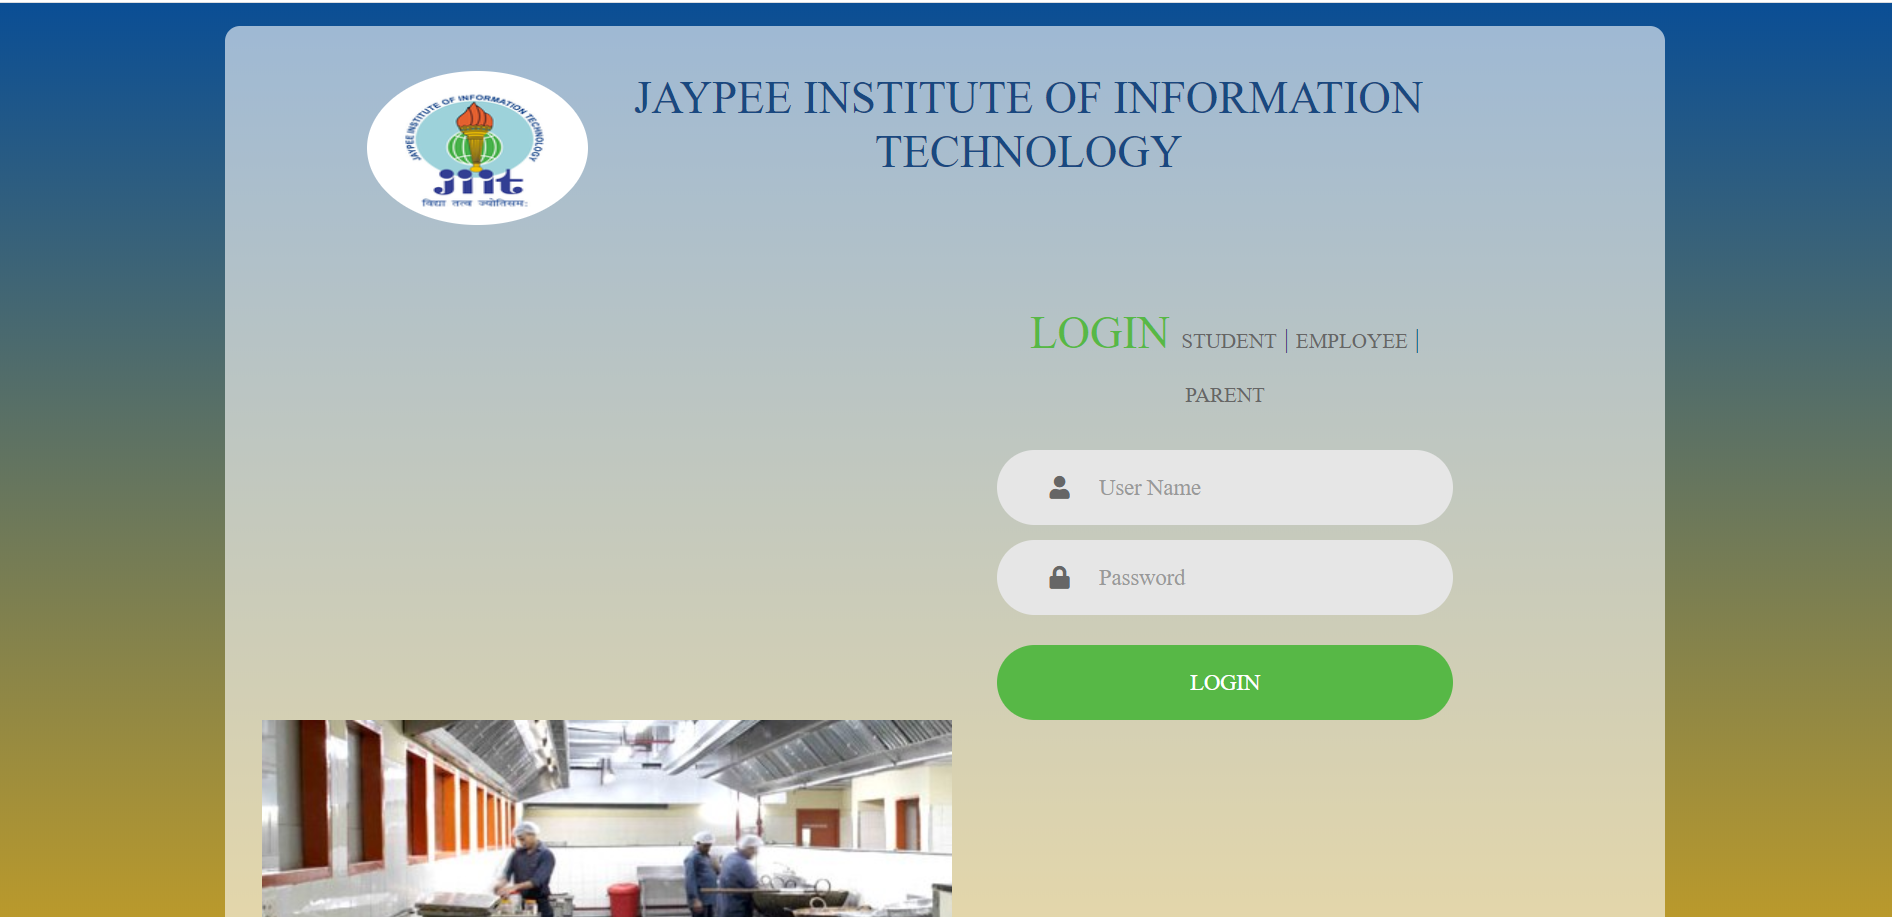 JAYPEE INSTITUTE OF INFORMATION TECHNOLOGY
jiit
विद्या तत्व ज्योतिसमः
JAYPEE INSTITUTE OF INFORMATION
TECHNOLOGY
LOGIN STUDENT | EMPLOYEE |
PARENT
User Name
Password
LOGIN